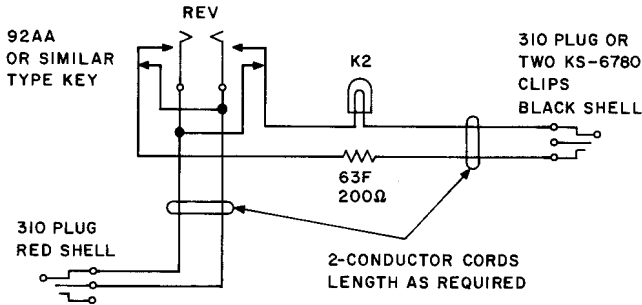 REV
92AA
OR SIMILAR
TYPE KEY
K2
310 PLUG OR
TWO KS-6780
CLIPS
BLACK SHELL
63F
200Ω
310 PLUG
RED SHELL
2-CONDUCTOR CORDS
LENGTH AS REQUIRED